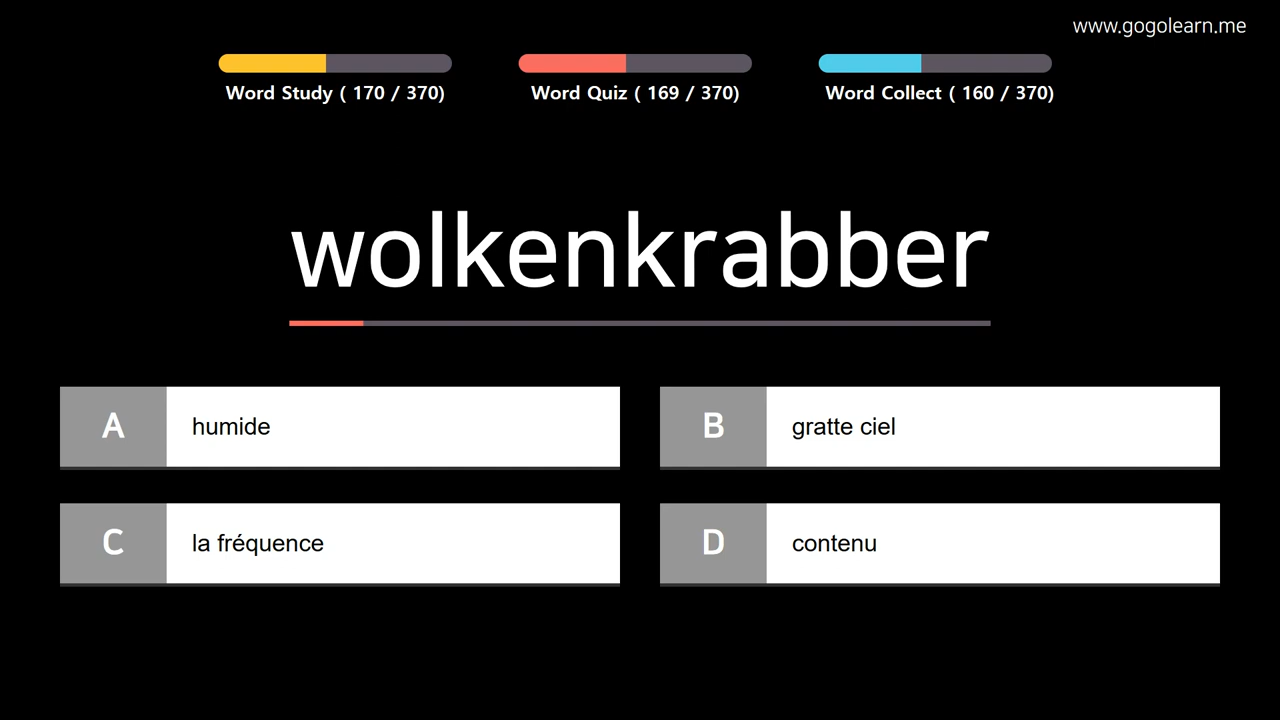 www.gogolearn.me
Word Study ( 170 / 370)
Word Quiz ( 169 / 370)
Word Collect ( 160 / 370)
wolkenkrabber
A
humide
B
gratte ciel
C
la fréquence
D
contenu